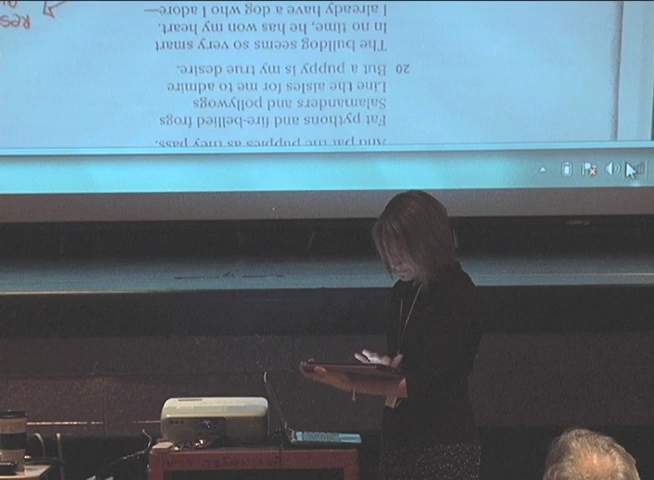 And pat the puppies as they pass,
Fat pythons and fire-bellied frogs
Salamanders and pollywogs
Line the aisles for me to admire
20 But a puppy is my true desire.
The bulldog seems so very smart
In no time, he has won my heart.
I already have a dog who I adore—